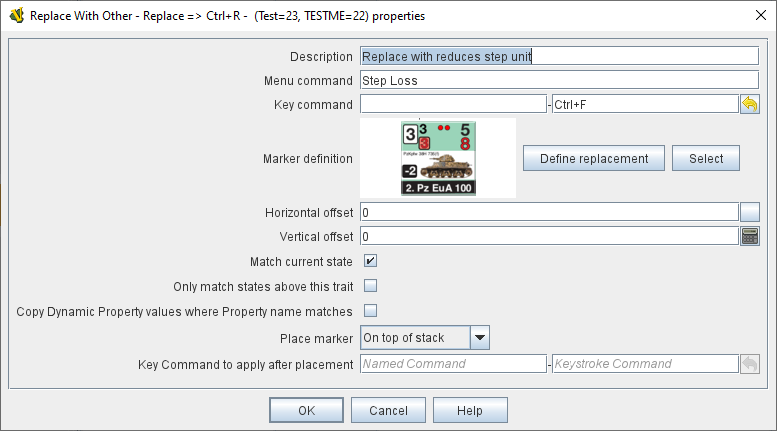 Replace With Other - Replace => Ctrl+R - (Test=23, TESTME=22) properties
Description Replace with reduces step unit
Menu command Step Loss
Key command - Ctrl+F
3 3 5
3 8
-2
2. Pz EuA 100
Marker definition Define replacement Select
Horizontal offset 0
Vertical offset 0
Match current state
Only match states above this trait
Copy Dynamic Property values where Property name matches
Place marker On top of stack
Key Command to apply after placement Named Command - Keystroke Command
OK Cancel Help